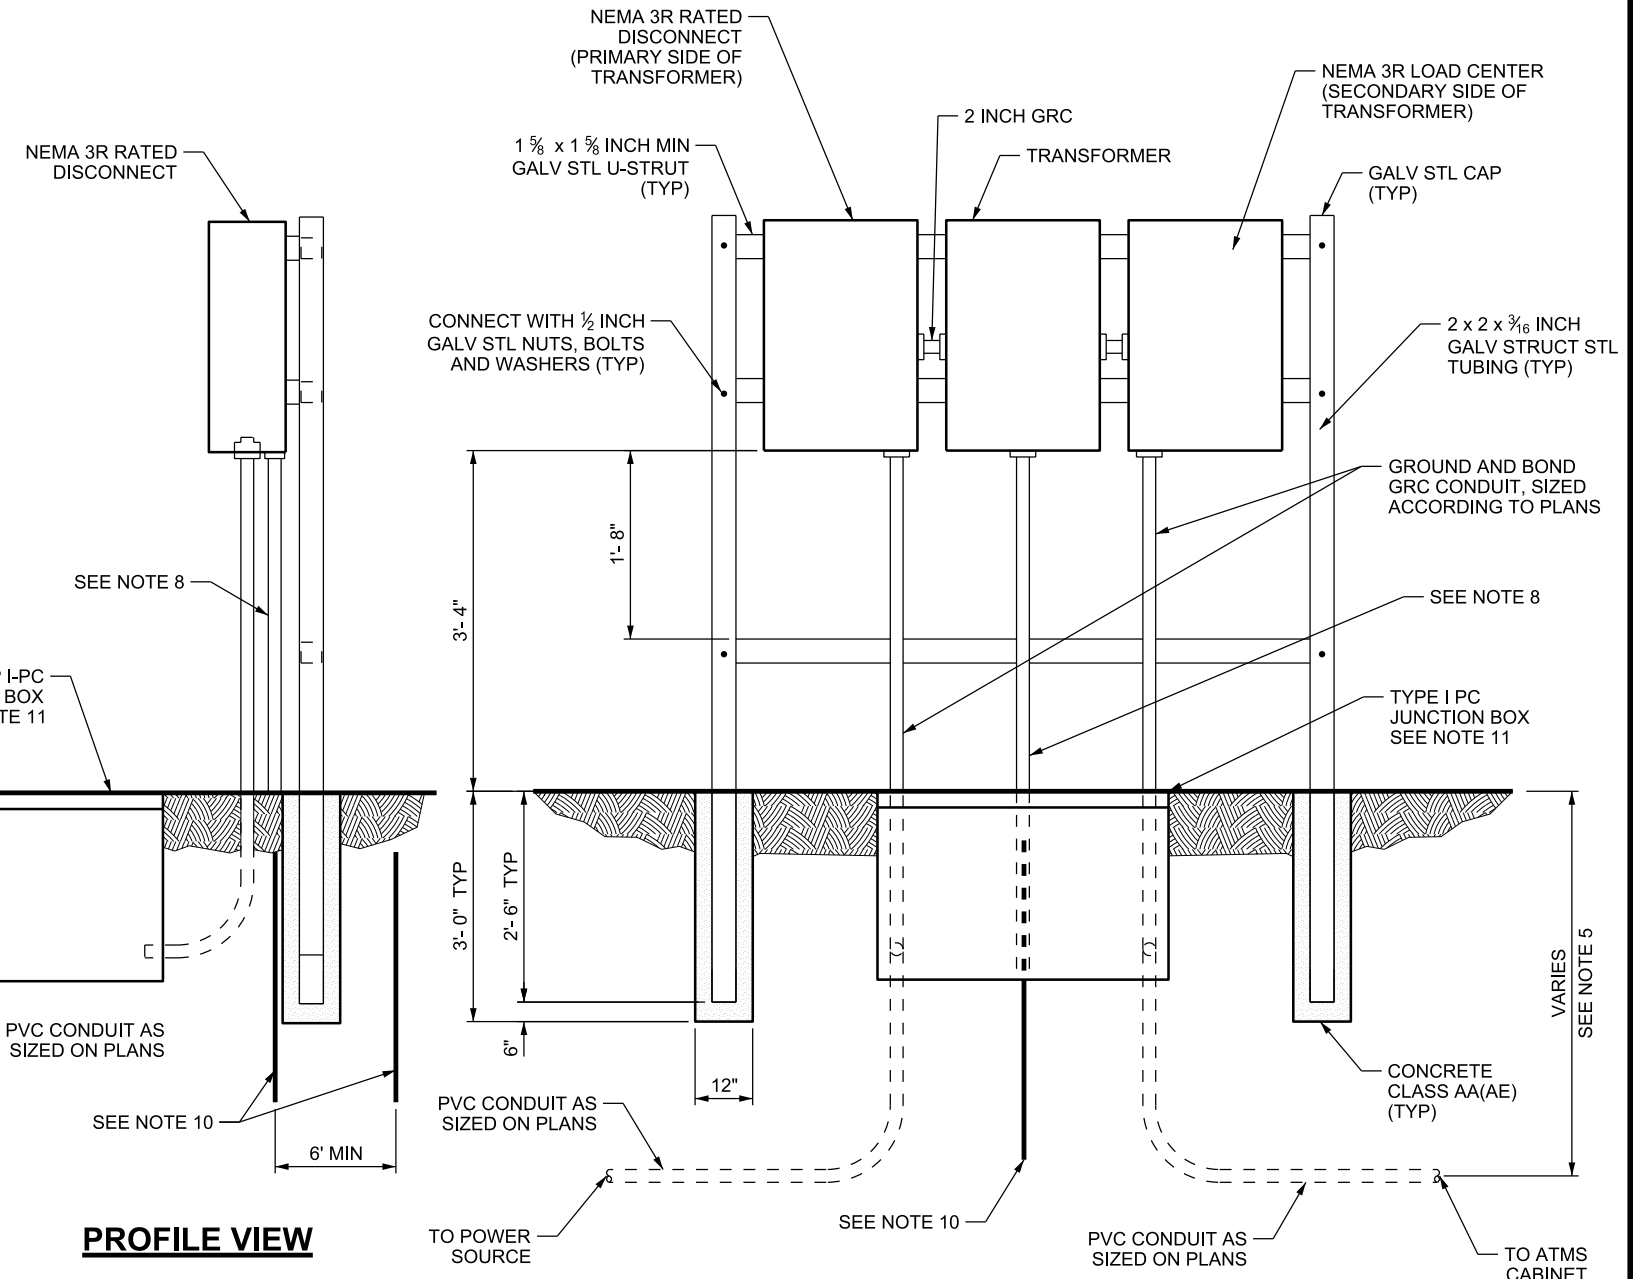 NEMA 3R RATED
DISCONNECT
(PRIMARY SIDE OF
TRANSFORMER)
NEMA 3R LOAD CENTER
(SECONDARY SIDE OF
TRANSFORMER)
2 INCH GRC
1 ⅝ x 1 ⅝ INCH MIN
GALV STL U-STRUT
(TYP)
TRANSFORMER
NEMA 3R RATED
DISCONNECT
GALV STL CAP
(TYP)
CONNECT WITH ½ INCH
GALV STL NUTS, BOLTS
AND WASHERS (TYP)
2 x 2 x 3/16 INCH
GALV STRUCT STL
TUBING (TYP)
GROUND AND BOND
GRC CONDUIT, SIZED
ACCORDING TO PLANS
1'- 8"
3'- 4"
SEE NOTE 8
SEE NOTE 8
I-PC
BOX
TE 11
TYPE I PC
JUNCTION BOX
SEE NOTE 11
3'- 0" TYP
2'- 6" TYP
6"
12"
VARIES
SEE NOTE 5
PVC CONDUIT AS
SIZED ON PLANS
CONCRETE
CLASS AA(AE)
(TYP)
SEE NOTE 10
6' MIN
PVC CONDUIT AS
SIZED ON PLANS
PROFILE VIEW
TO POWER
SOURCE
SEE NOTE 10
PVC CONDUIT AS
SIZED ON PLANS
TO ATMS
CABINET